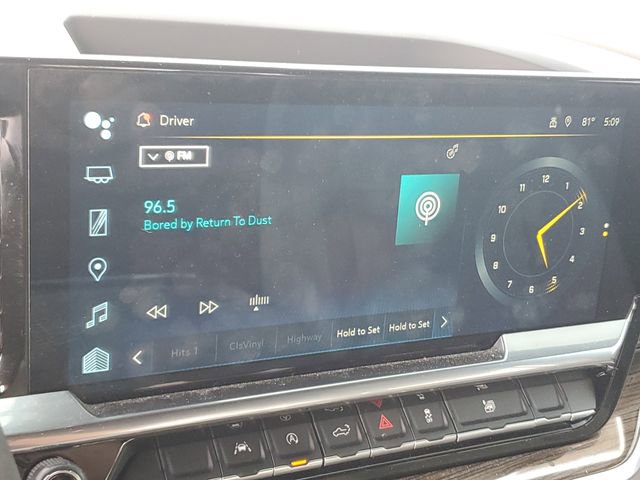 Driver
81° 5:09
FM
96.5
Bored by Return To Dust
12
11 1
10 2
9 3
8 4
7 5
6
Hits 1 ClsVinyl Highway Hold to Set Hold to Set